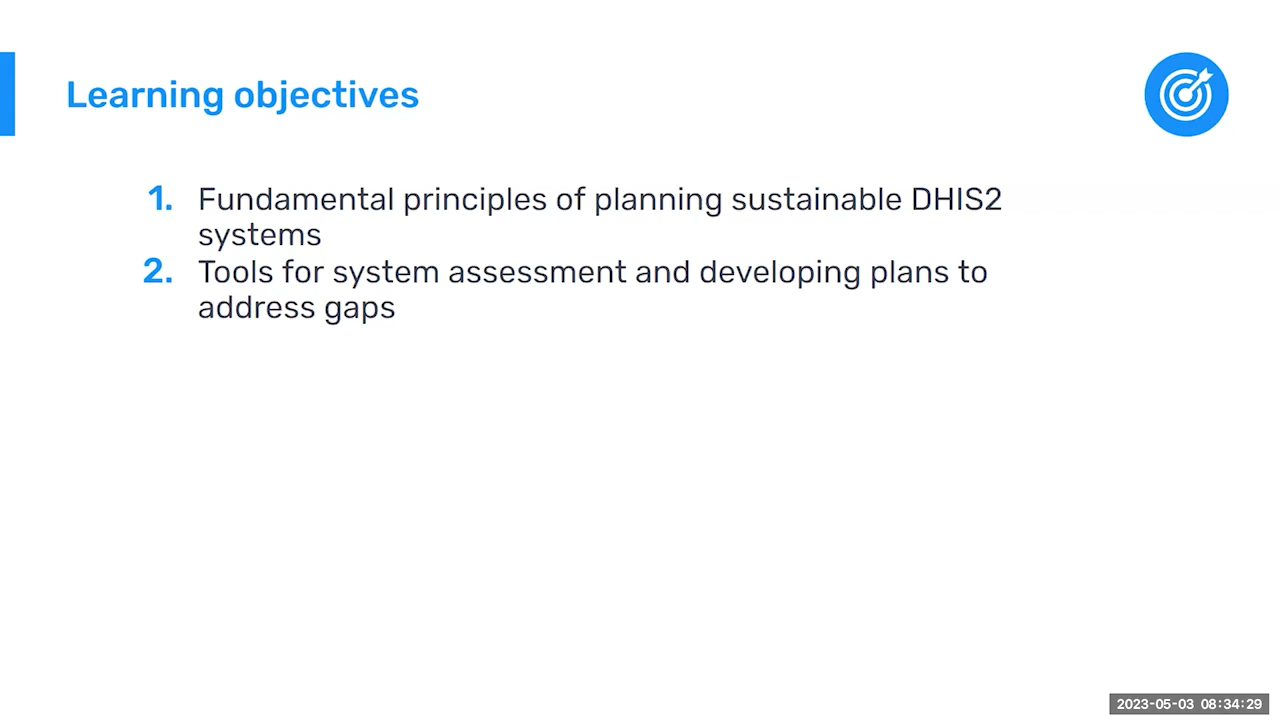 Learning objectives
1. Fundamental principles of planning sustainable DHIS2
systems
2. Tools for system assessment and developing plans to
address gaps
2023-05-03 08:34:29